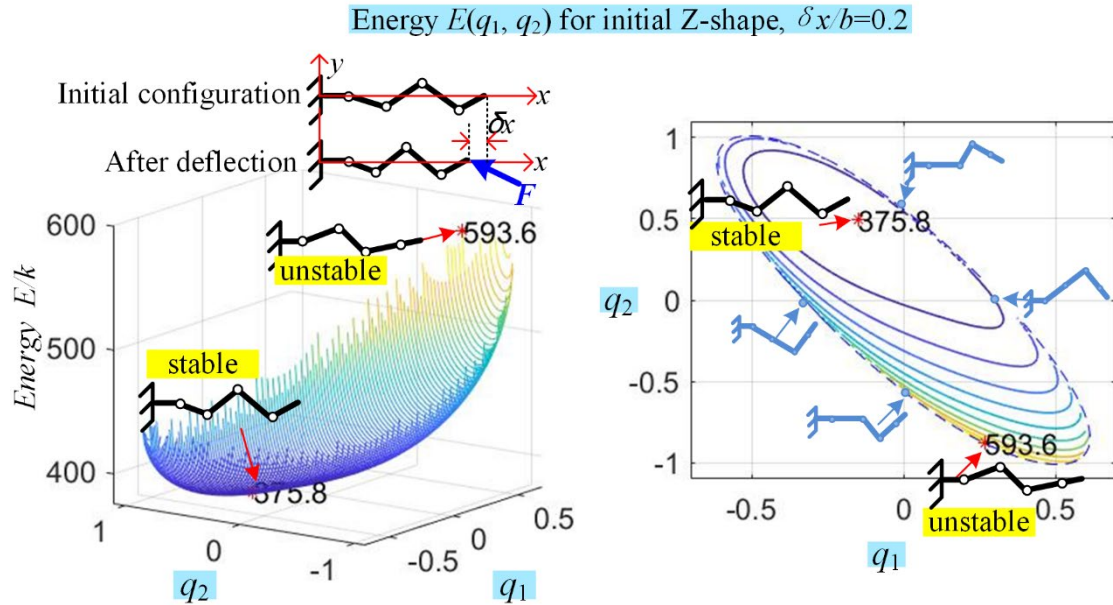 Energy E(q1, q2) for initial Z-shape, δx/b=0.2
y
Initial configuration
x
δx
After deflection
x
F
600
593.6
unstable
500
stable
400
375.8
Energy E/k
1
0
-1
-0.5
0
0.5
q2
q1
1
0.5
0
-0.5
-1
375.8
stable
q2
593.6
unstable
-0.5
0
0.5
q1